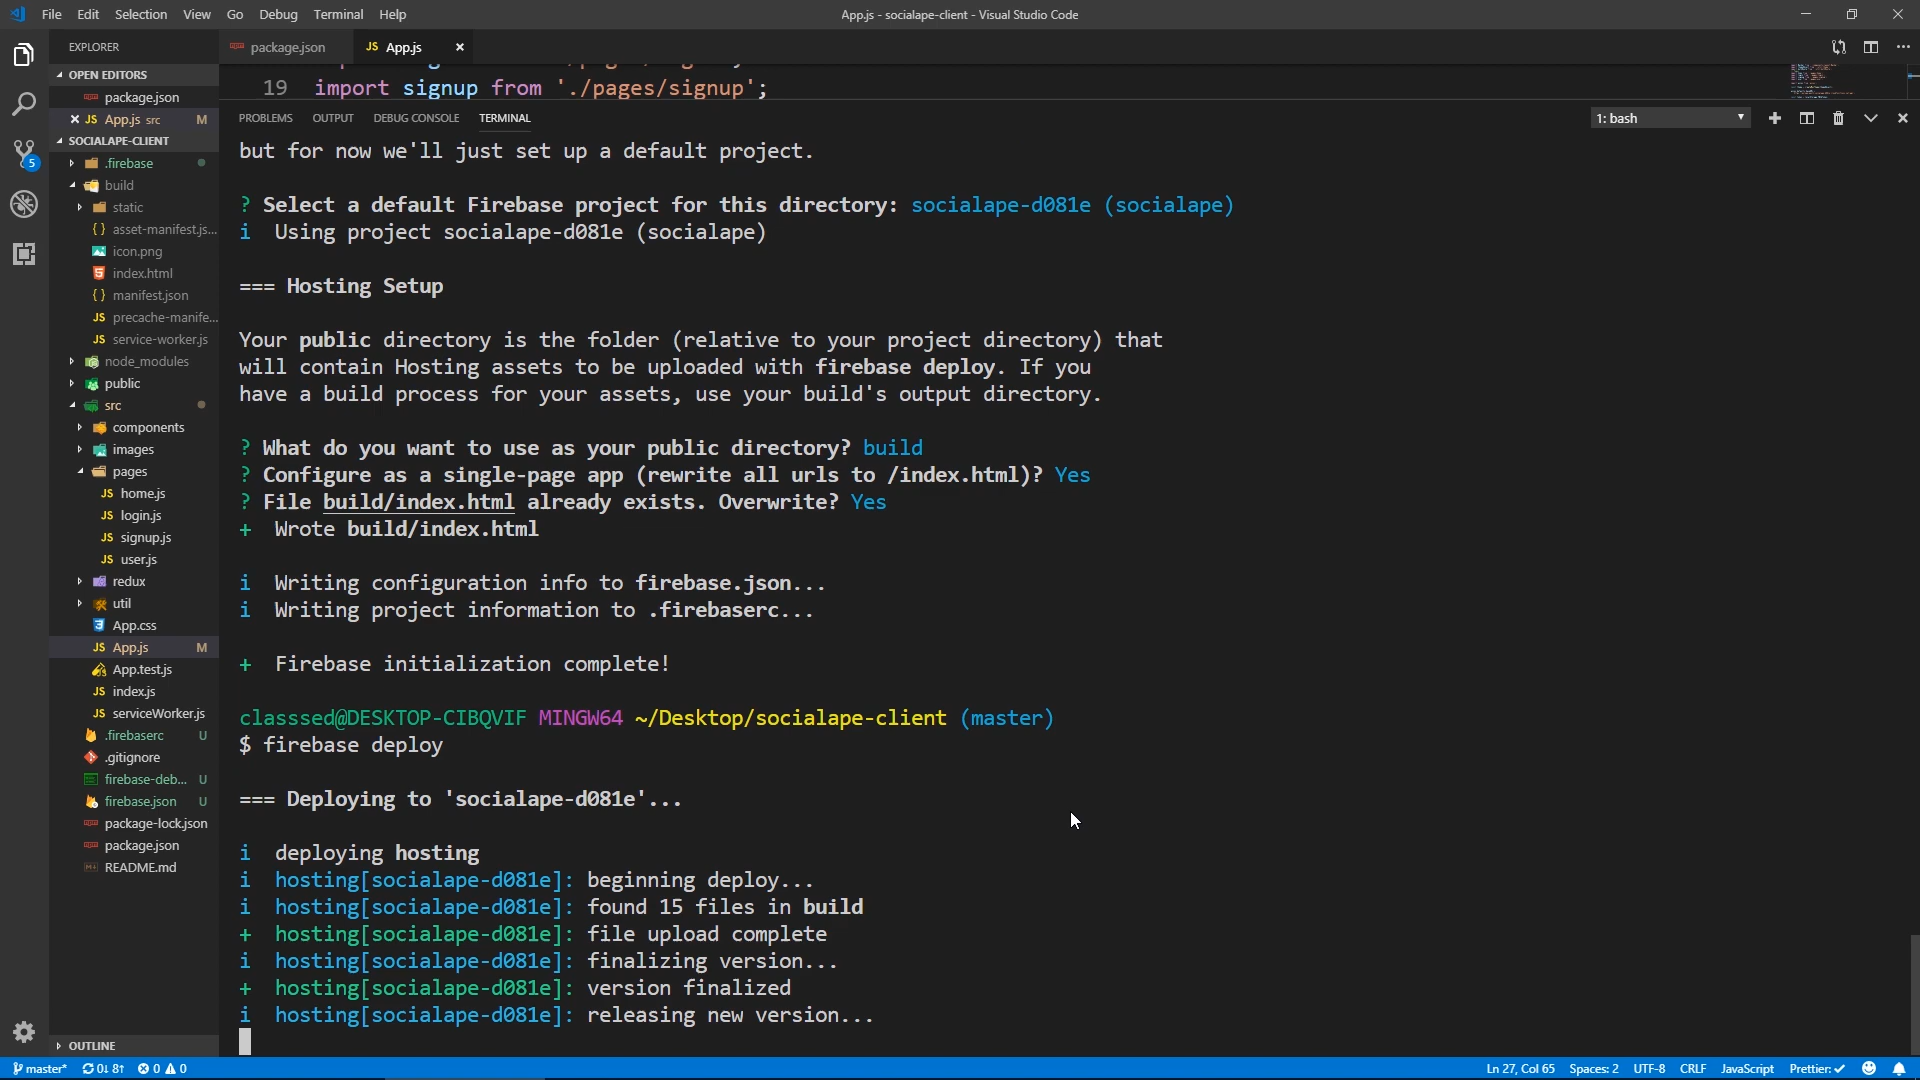 File Edit Selection View Go Debug Terminal Help
App.js - socialape-client - Visual Studio Code
EXPLORER
OPEN EDITORS
package.json
App.js src M
SOCIALAPE-CLIENT
.firebase
build
static
asset-manifest.js...
icon.png
index.html
manifest.json
precache-manife...
service-worker.js
node_modules
public
src
components
images
pages
JS home.js
JS login.js
JS signup.js
JS user.js
redux
util
App.css
JS App.js M
App.test.js
JS index.js
JS serviceWorker.js
.firebaserc U
.gitignore
firebase-deb... U
firebase.json U
package-lock.json
package.json
README.md
OUTLINE
5
package.json
JS App.js
19 import signup from './pages/signup';
PROBLEMS OUTPUT DEBUG CONSOLE TERMINAL
1: bash
but for now we'll just set up a default project.
? Select a default Firebase project for this directory: socialape-d081e (socialape)
i Using project socialape-d081e (socialape)
=== Hosting Setup
Your public directory is the folder (relative to your project directory) that
will contain Hosting assets to be uploaded with firebase deploy. If you
have a build process for your assets, use your build's output directory.
? What do you want to use as your public directory? build
? Configure as a single-page app (rewrite all urls to /index.html)? Yes
? File build/index.html already exists. Overwrite? Yes
+ Wrote build/index.html
i Writing configuration info to firebase.json...
i Writing project information to .firebaserc...
+ Firebase initialization complete!
classsed@DESKTOP-CIBQVIF MINGW64 ~/Desktop/socialape-client (master)
$ firebase deploy
=== Deploying to 'socialape-d081e'...
i deploying hosting
i hosting[socialape-d081e]: beginning deploy...
i hosting[socialape-d081e]: found 15 files in build
+ hosting[socialape-d081e]: file upload complete
i hosting[socialape-d081e]: finalizing version...
+ hosting[socialape-d081e]: version finalized
i hosting[socialape-d081e]: releasing new version...
master* 0↓ 8↑ 0 0
Ln 27, Col 65 Spaces: 2 UTF-8 CRLF JavaScript Prettier: ✓